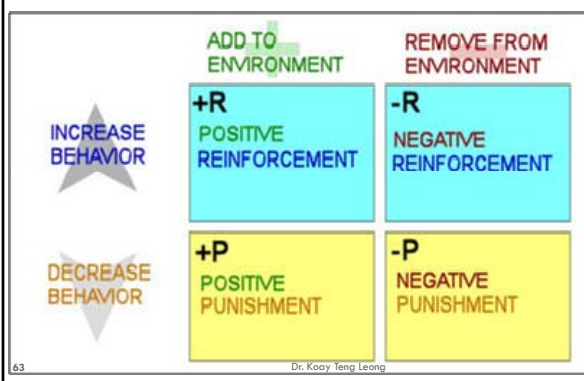 ADD TO
ENVIRONMENT
REMOVE FROM
ENVIRONMENT
INCREASE
BEHAVIOR
+R
POSITIVE
REINFORCEMENT
-R
NEGATIVE
REINFORCEMENT
DECREASE
BEHAVIOR
+P
POSITIVE
PUNISHMENT
-P
NEGATIVE
PUNISHMENT
63
Dr. Koay Teng Leong